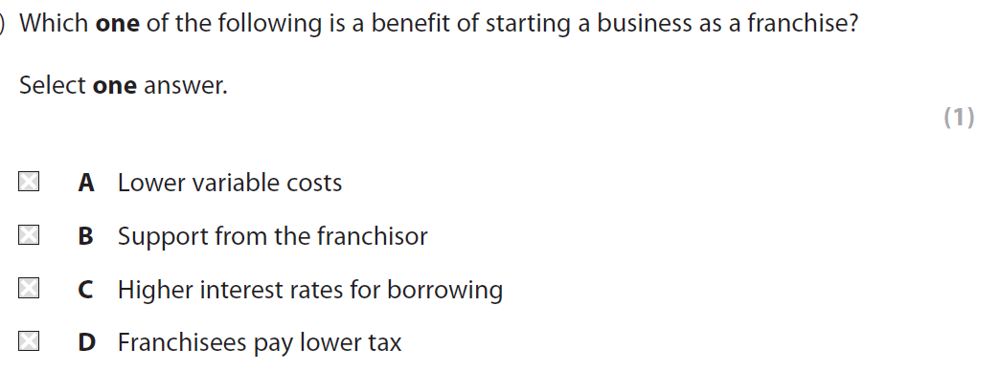 ) Which one of the following is a benefit of starting a business as a franchise?
Select one answer.
(1)
A Lower variable costs
B Support from the franchisor
C Higher interest rates for borrowing
D Franchisees pay lower tax